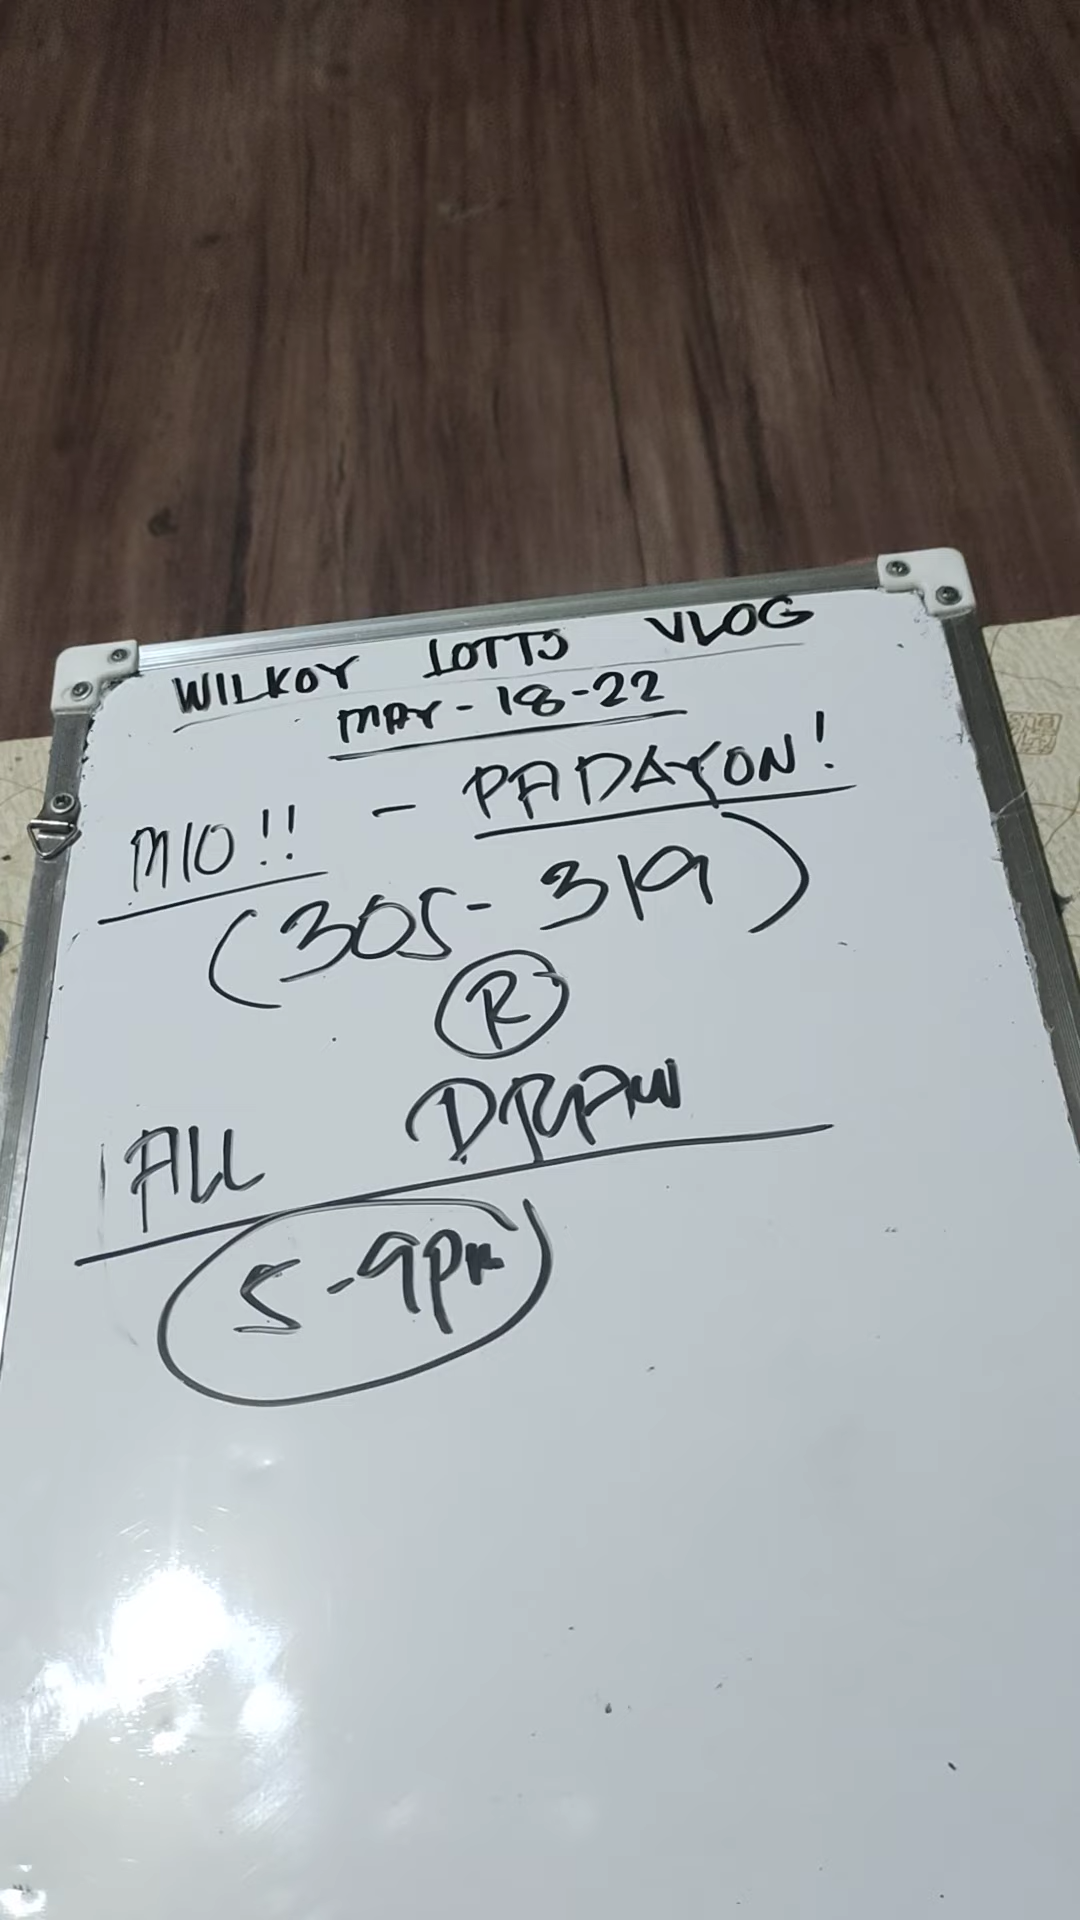 WILKOY LOTTO VLOG
MAY-18-22
M10!! - PADAYON!
(305-319)
R
ALL DRAW
5-9pm